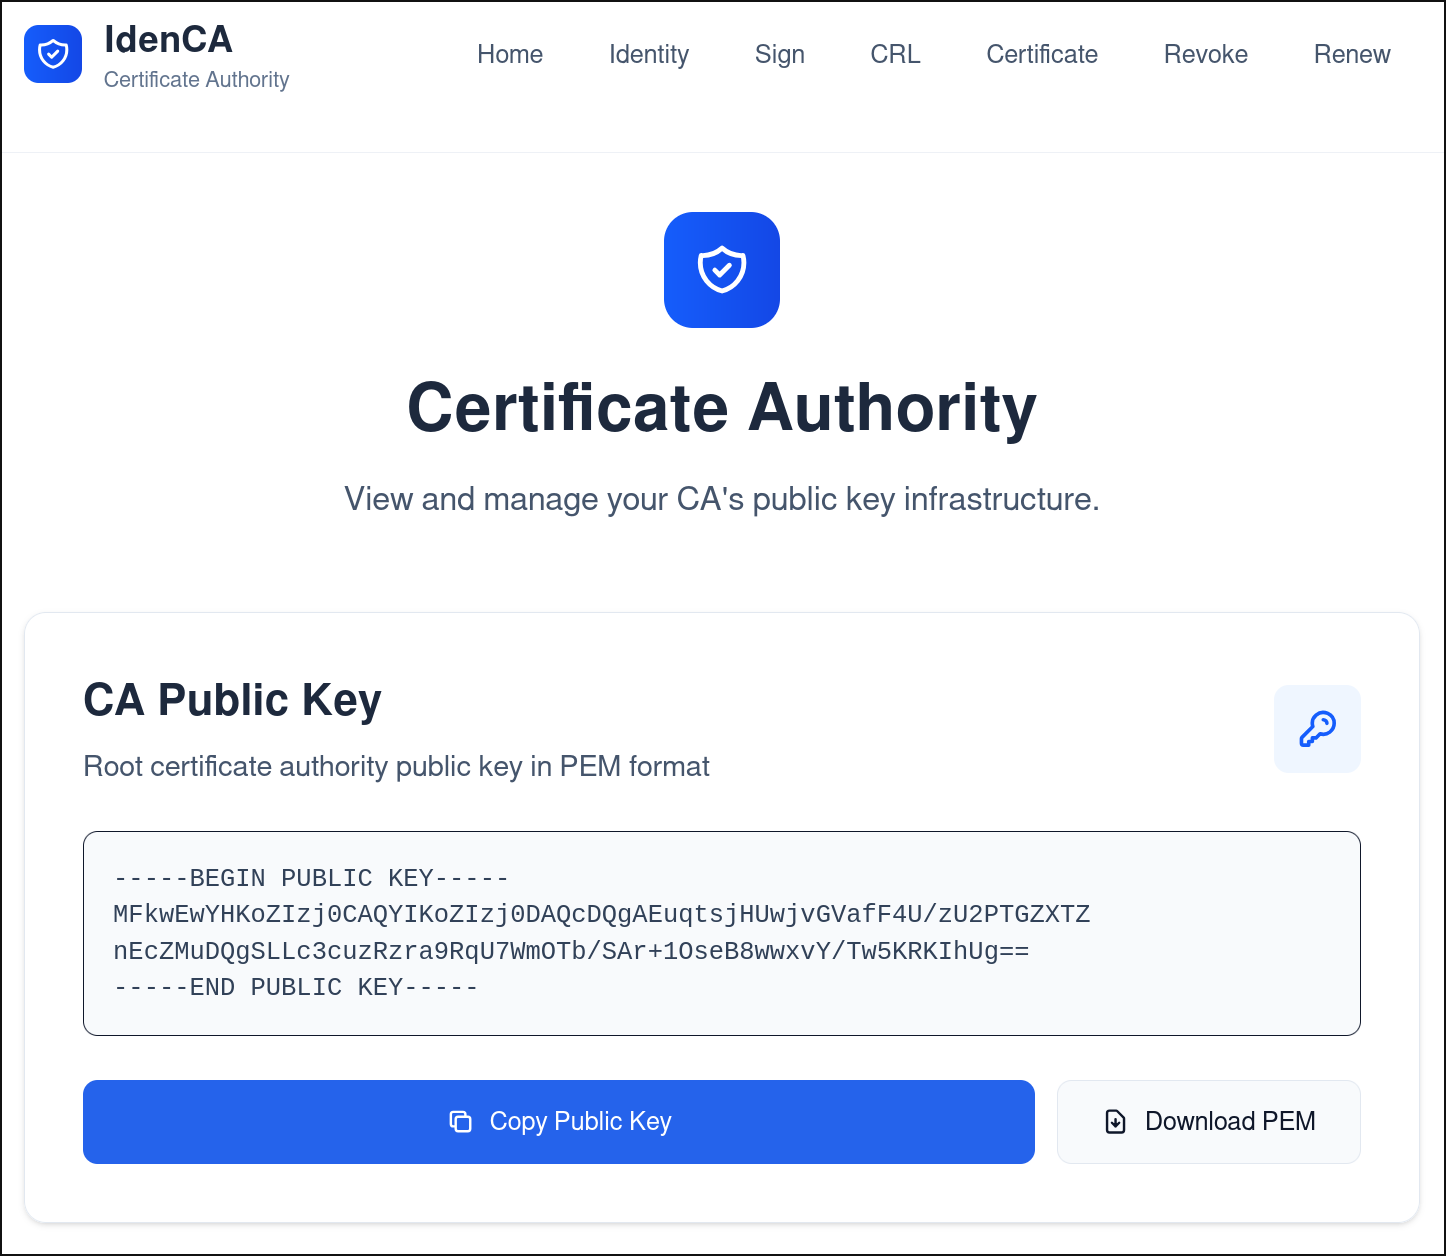 IdenCA
Certificate Authority
Home Identity Sign CRL Certificate Revoke Renew
Certificate Authority
View and manage your CA's public key infrastructure.
CA Public Key
Root certificate authority public key in PEM format
-----BEGIN PUBLIC KEY-----
MFkwEwYHKoZIzj0CAQYIKoZIzj0DAQcDQgAEuqtsjHUwjvGVafF4U/zU2PTGZXTZ
nEcZMuDQgSLLc3cuzRzra9RqU7WmOTb/SAr+1OseB8wwxvY/Tw5KRKIhUg==
-----END PUBLIC KEY-----
Copy Public Key
Download PEM